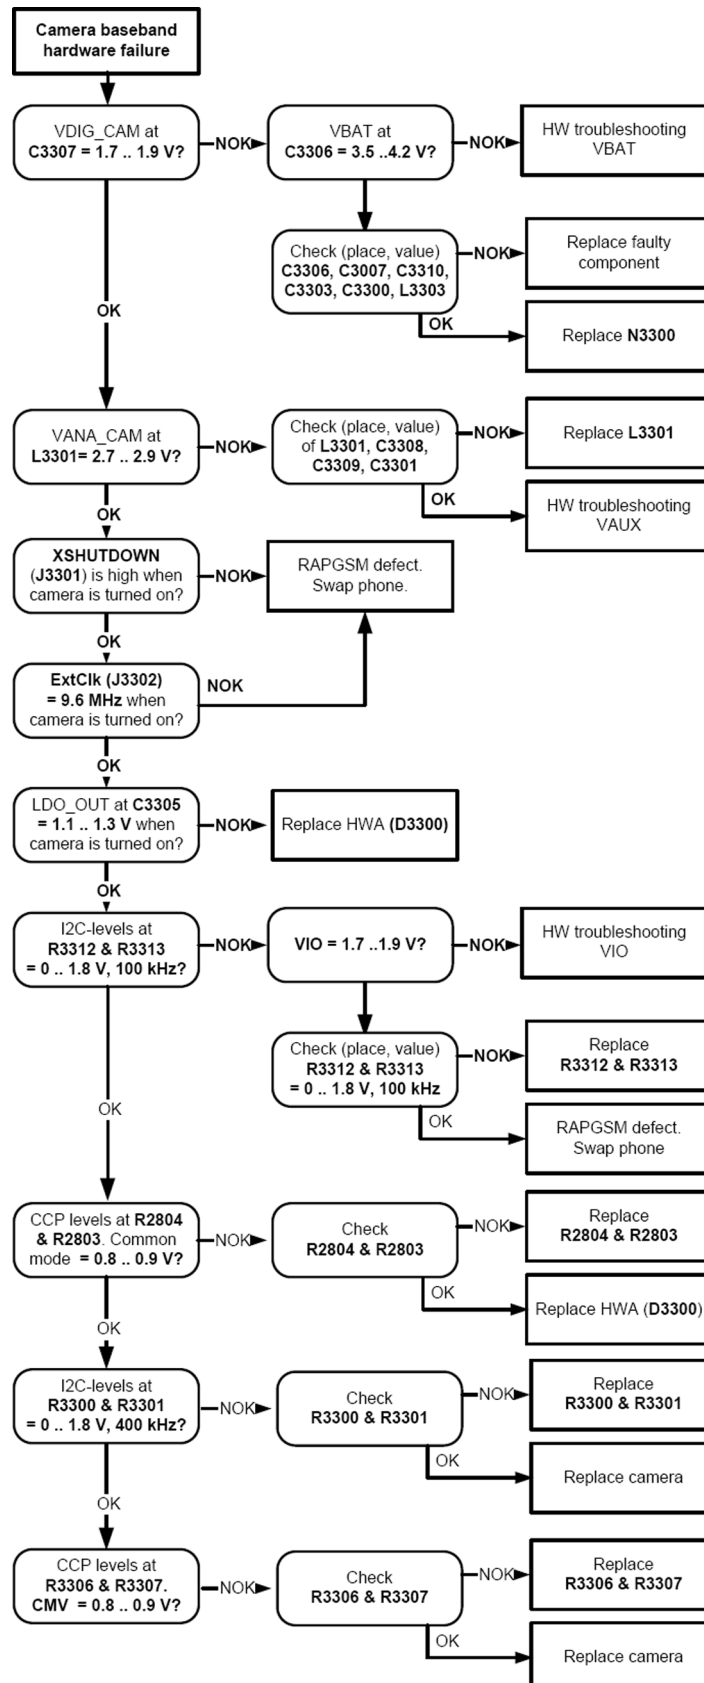 Camera baseband
hardware failure
VDIG_CAM at
C3307 = 1.7 .. 1.9 V?
NOK
VBAT at
C3306 = 3.5 ..4.2 V?
NOK
HW troubleshooting
VBAT
Check (place, value)
C3306, C3007, C3310,
C3303, C3300, L3303
NOK
Replace faulty
component
OK
Replace N3300
OK
VANA_CAM at
L3301= 2.7 .. 2.9 V?
NOK
Check (place, value)
of L3301, C3308,
C3309, C3301
NOK
Replace L3301
OK
HW troubleshooting
VAUX
OK
XSHUTDOWN
(J3301) is high when
camera is turned on?
NOK
RAPGSM defect.
Swap phone.
OK
ExtClk (J3302)
= 9.6 MHz when
camera is turned on?
NOK
OK
LDO_OUT at C3305
= 1.1 .. 1.3 V when
camera is turned on?
NOK
Replace HWA (D3300)
OK
I2C-levels at
R3312 & R3313
= 0 .. 1.8 V, 100 kHz?
NOK
VIO = 1.7 ..1.9 V?
NOK
HW troubleshooting
VIO
Check (place, value)
R3312 & R3313
= 0 .. 1.8 V, 100 kHz
NOK
Replace
R3312 & R3313
OK
RAPGSM defect.
Swap phone
OK
CCP levels at R2804
& R2803. Common
mode = 0.8 .. 0.9 V?
NOK
Check
R2804 & R2803
NOK
Replace
R2804 & R2803
OK
Replace HWA (D3300)
OK
I2C-levels at
R3300 & R3301
= 0 .. 1.8 V, 400 kHz?
NOK
Check
R3300 & R3301
NOK
Replace
R3300 & R3301
OK
Replace camera
OK
CCP levels at
R3306 & R3307.
CMV = 0.8 .. 0.9 V?
NOK
Check
R3306 & R3307
NOK
Replace
R3306 & R3307
OK
Replace camera